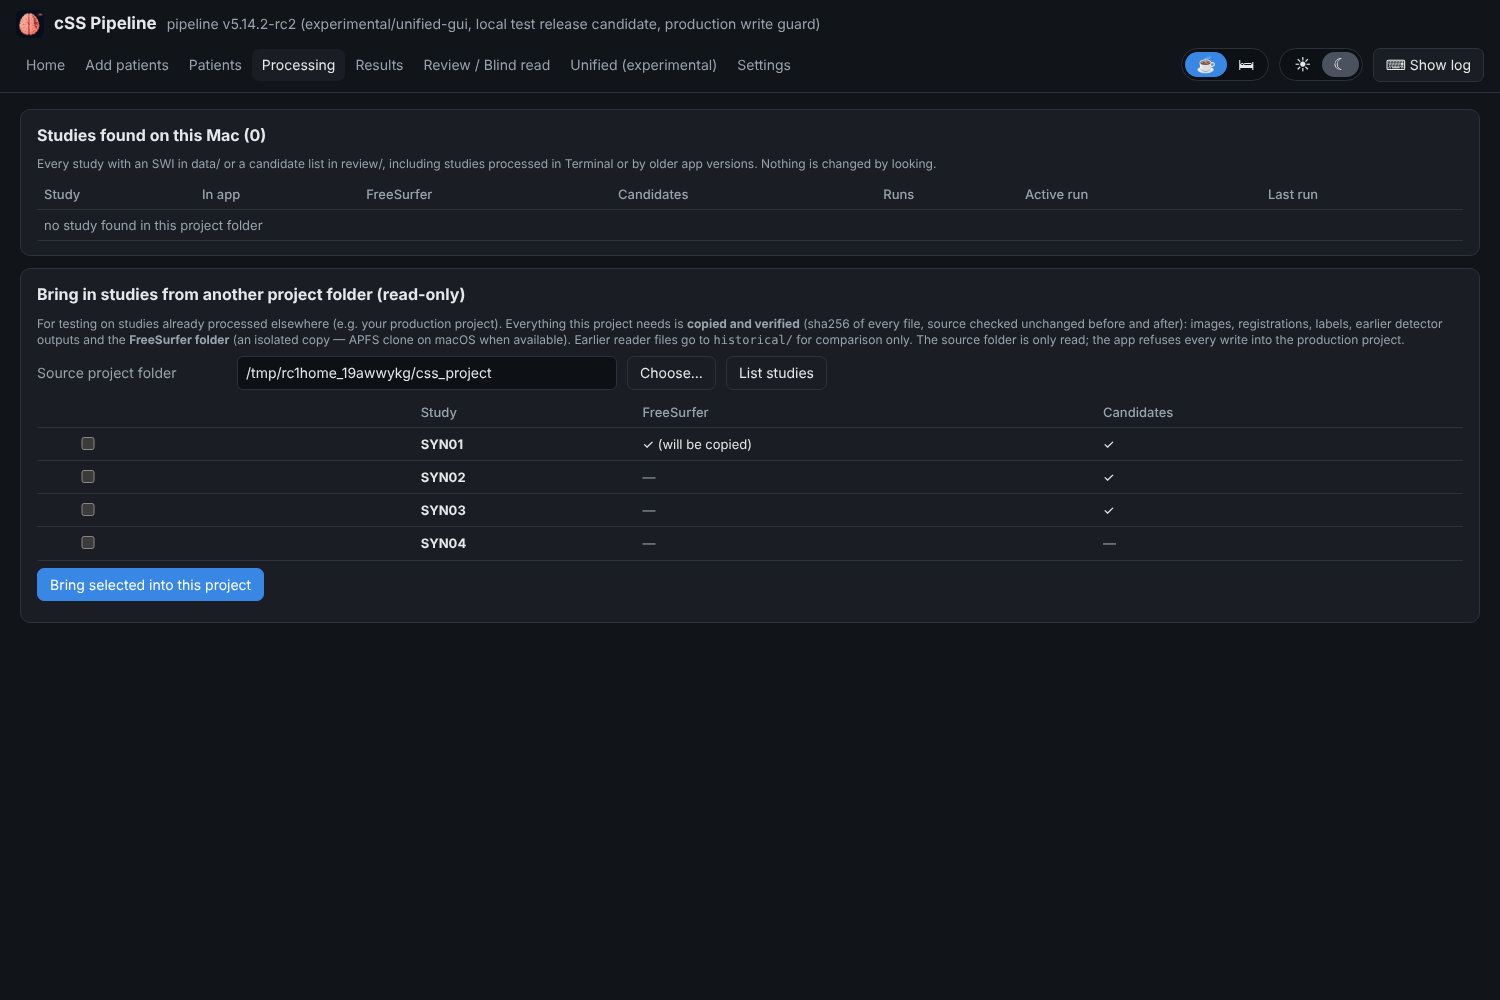 cSS Pipeline pipeline v5.14.2-rc2 (experimental/unified-gui, local test release candidate, production write guard)
Home Add patients Patients Processing Results Review / Blind read Unified (experimental) Settings Show log
Studies found on this Mac (0)
Every study with an SWI in data/ or a candidate list in review/, including studies processed in Terminal or by older app versions. Nothing is changed by looking.
Study In app FreeSurfer Candidates Runs Active run Last run
no study found in this project folder
Bring in studies from another project folder (read-only)
For testing on studies already processed elsewhere (e.g. your production project). Everything this project needs is copied and verified (sha256 of every file, source checked unchanged before and after): images, registrations, labels, earlier detector
outputs and the FreeSurfer folder (an isolated copy — APFS clone on macOS when available). Earlier reader files go to historical/ for comparison only. The source folder is only read; the app refuses every write into the production project.
Source project folder /tmp/rc1home_19awwykg/css_project Choose... List studies
Study FreeSurfer Candidates
SYN01 ✓ (will be copied) ✓
SYN02 — ✓
SYN03 — ✓
SYN04 — —
Bring selected into this project